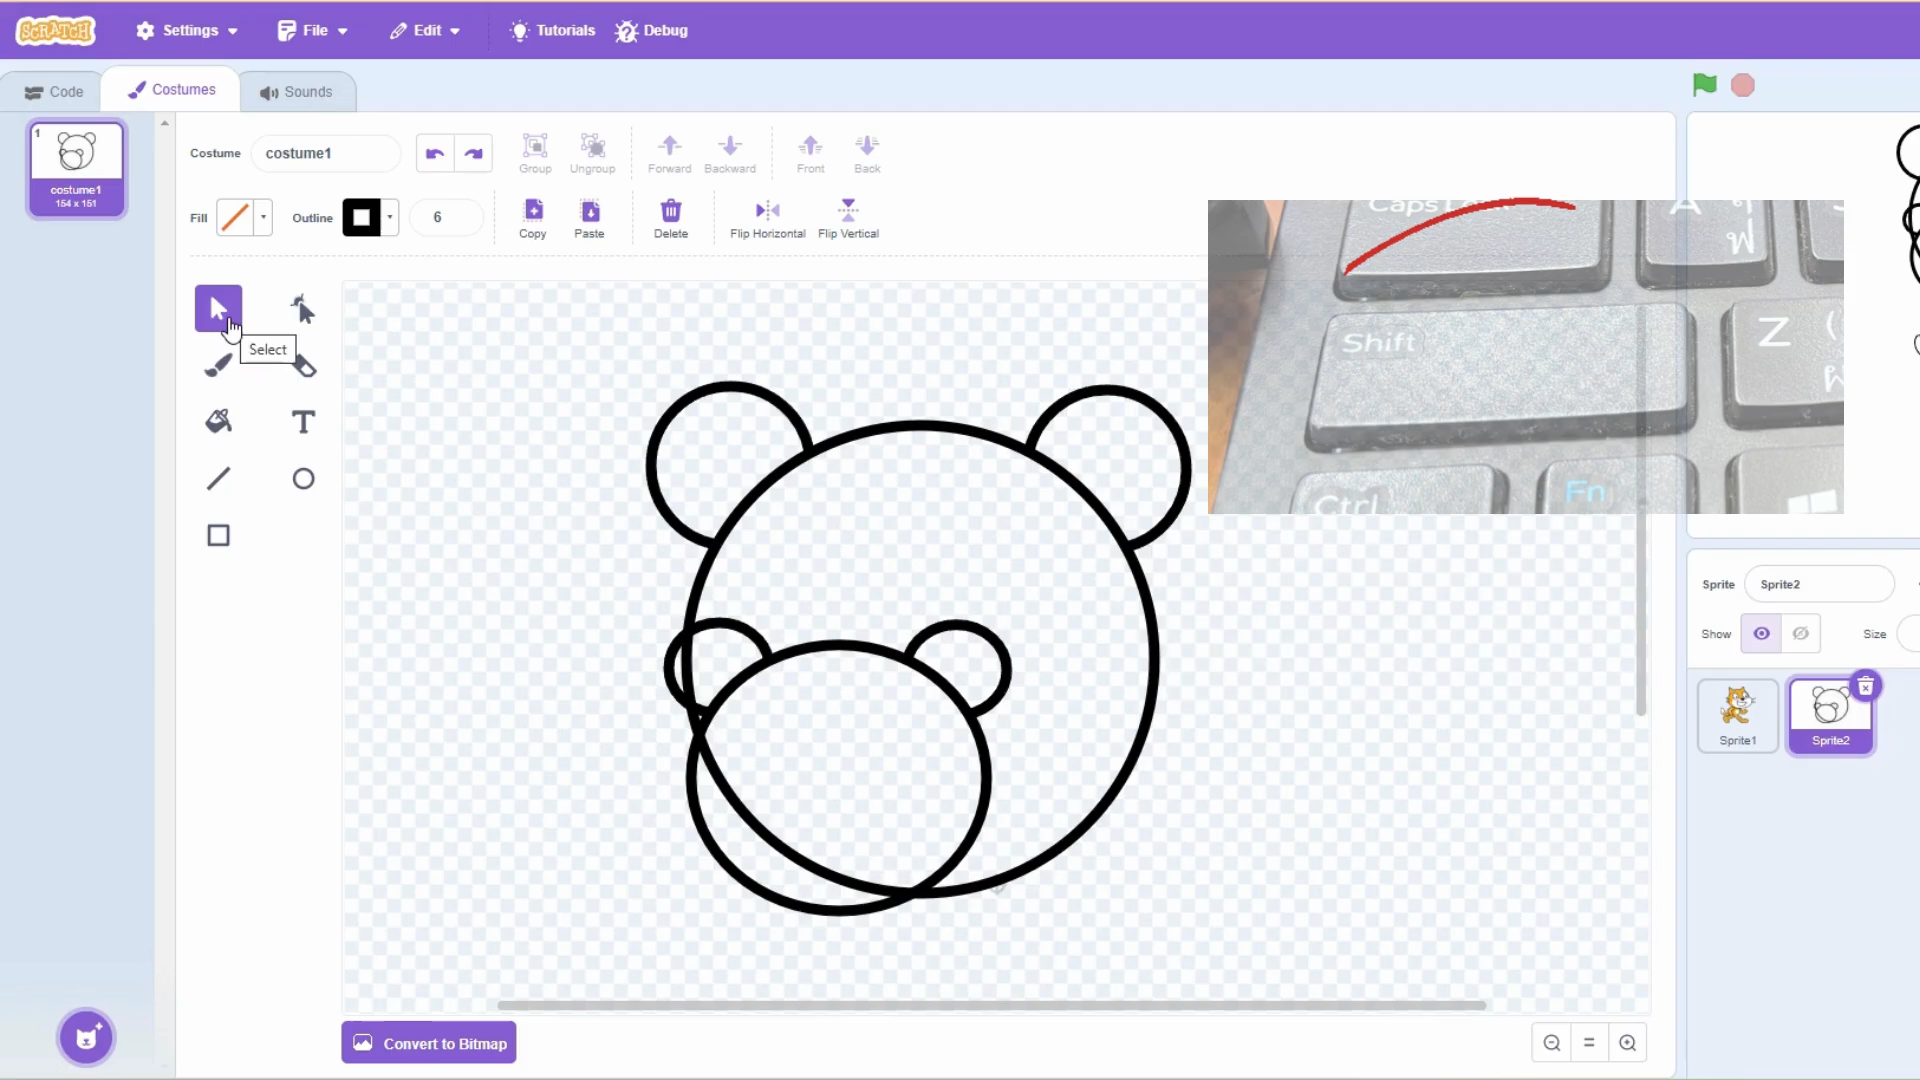 SCRATCH
Settings
File
Edit
Tutorials
Debug
Code
Costumes
Sounds
1
costume1
154 x 151
Costume
costume1
Group
Ungroup
Forward
Backward
Front
Back
Fill
Outline
6
Copy
Paste
Delete
Flip Horizontal
Flip Vertical
Select
A
ฟ
Shift
Z
(
Ctrl
Fn
Sprite
Sprite2
Show
Size
Sprite1
Sprite2
Convert to Bitmap